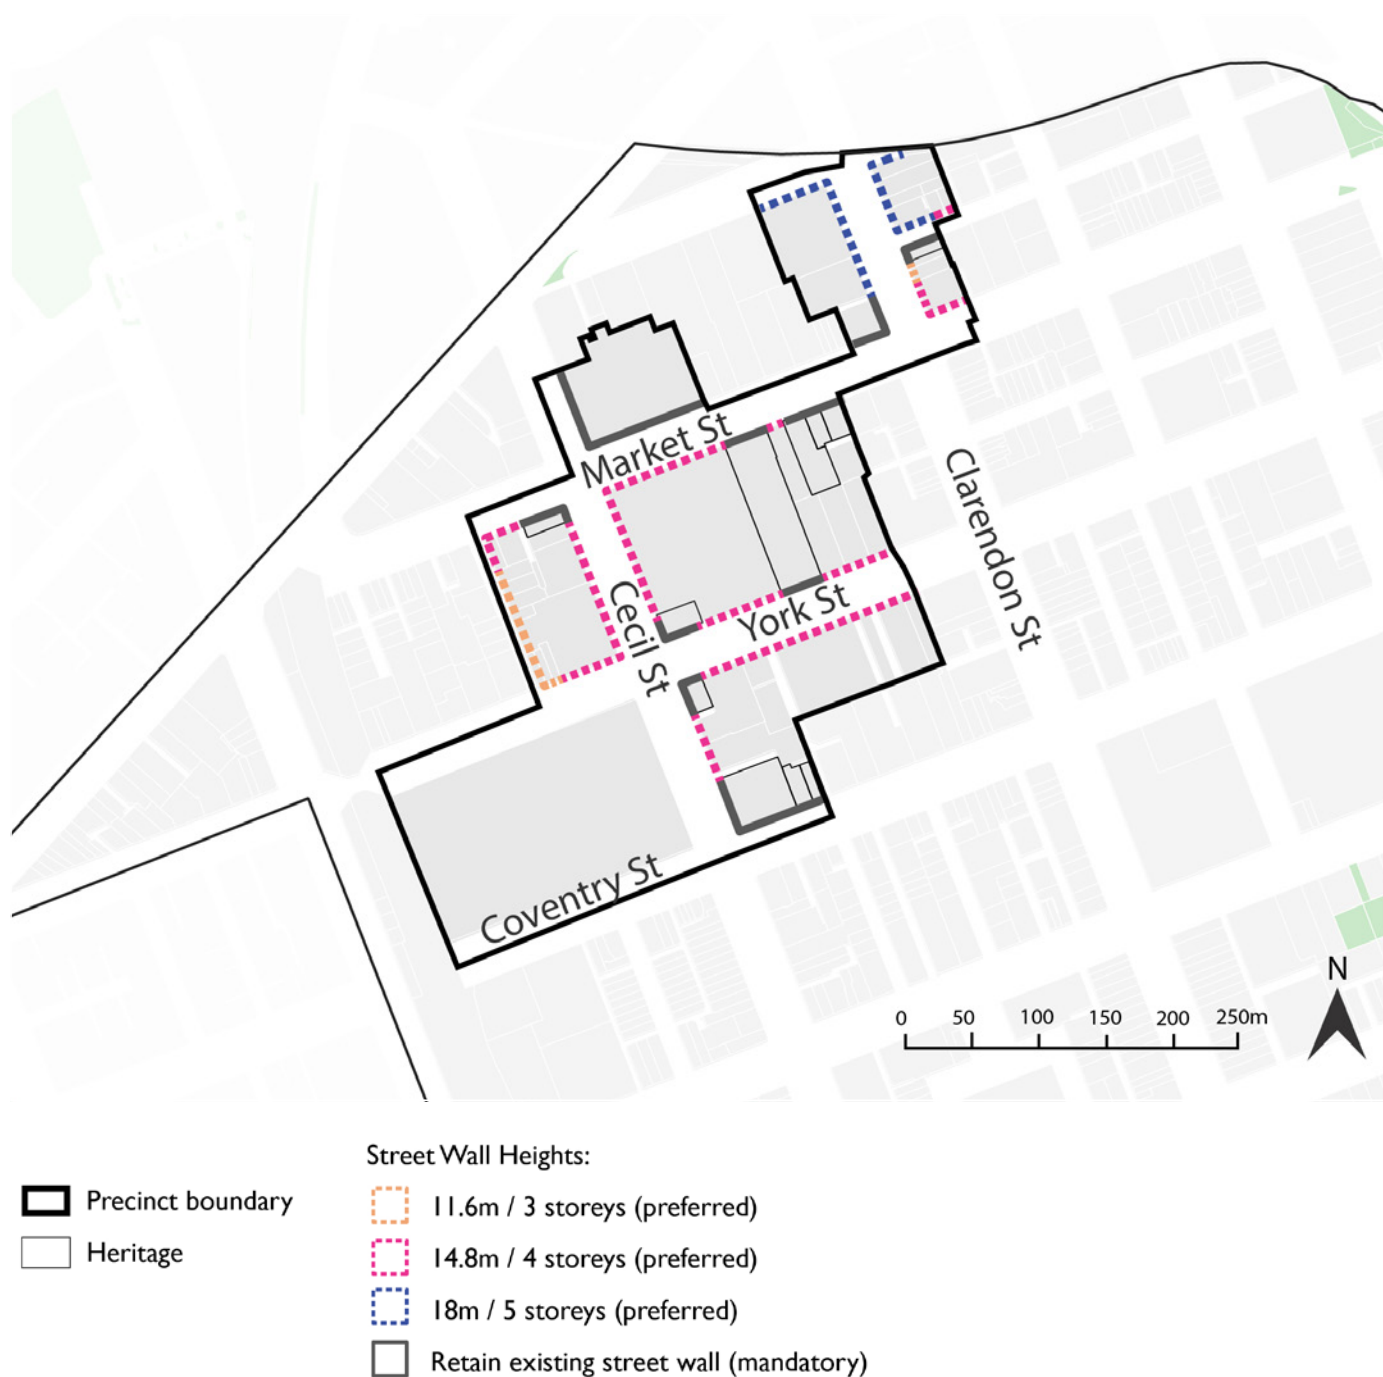 Market St
Clarendon St
Cecil St
York St
Coventry St
N
0 50 100 150 200 250m
Street Wall Heights:
Precinct boundary
Heritage
11.6m / 3 storeys (preferred)
14.8m / 4 storeys (preferred)
18m / 5 storeys (preferred)
Retain existing street wall (mandatory)